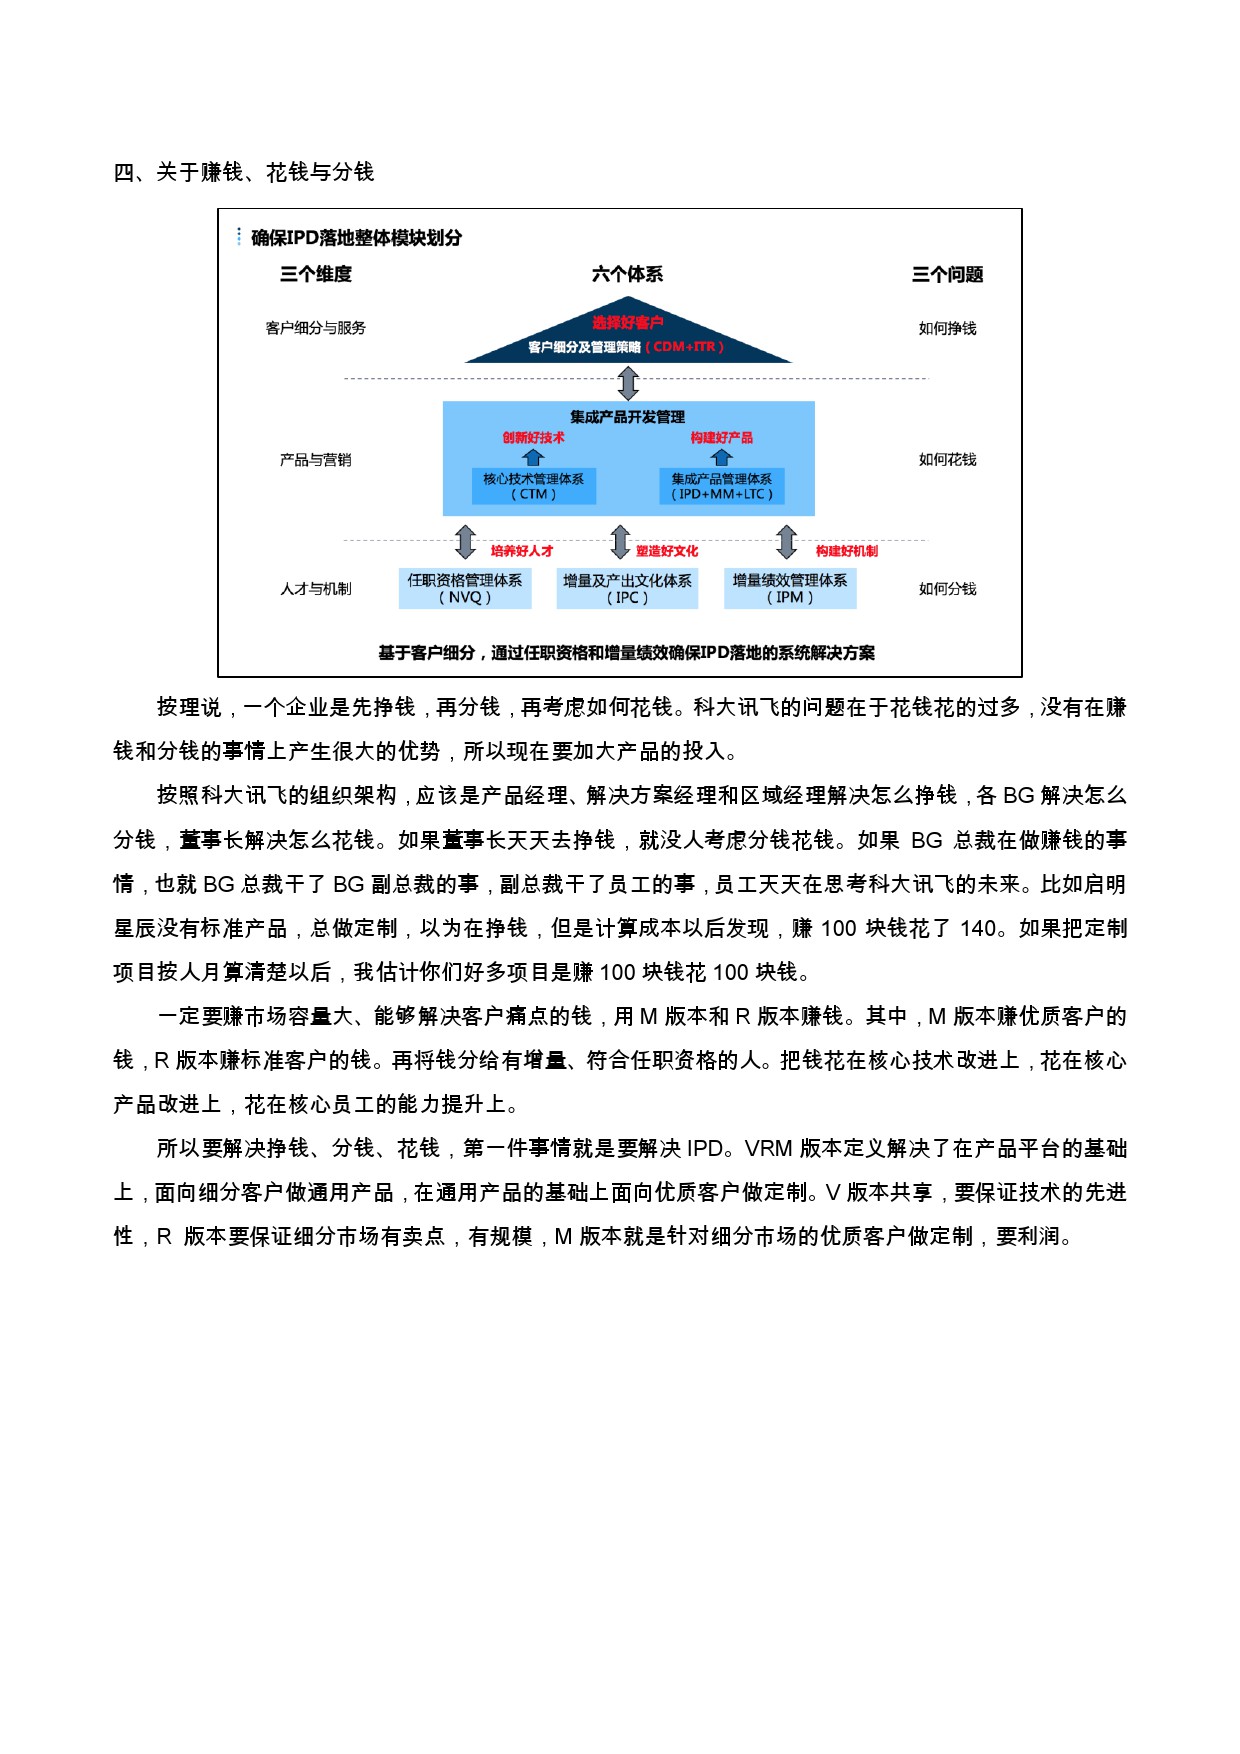 四、关于赚钱、花钱与分钱
确保IPD落地整体模块划分
三个维度 六个体系 三个问题
选择好客户
客户细分与服务 客户细分及管理策略（CDM+ITR） 如何挣钱
集成产品开发管理
创新好技术 构建好产品
产品与营销 如何花钱
核心技术管理体系 集成产品管理体系
（CTM） （IPD+MM+LTC）
培养好人才 塑造好文化 构建好机制
人才与机制 任职资格管理体系 增量及产出文化体系 增量绩效管理体系 如何分钱
（NVQ） （IPC） （IPM）
基于客户细分，通过任职资格和增量绩效确保IPD落地的系统解决方案
按理说，一个企业是先挣钱，再分钱，再考虑如何花钱。科大讯飞的问题在于花钱花的过多，没有在赚
钱和分钱的事情上产生很大的优势，所以现在要加大产品的投入。
按照科大讯飞的组织架构，应该是产品经理、解决方案经理和区域经理解决怎么挣钱，各 BG 解决怎么
分钱，董事长解决怎么花钱。如果董事长天天去挣钱，就没人考虑分钱花钱。如果 BG 总裁在做赚钱的事
情，也就 BG 总裁干了 BG 副总裁的事，副总裁干了员工的事，员工天天在思考科大讯飞的未来。比如启明
星辰没有标准产品，总做定制，以为在挣钱，但是计算成本以后发现，赚 100 块钱花了 140。如果把定制
项目按人月算清楚以后，我估计你们好多项目是赚 100 块钱花 100 块钱。
一定要赚市场容量大、能够解决客户痛点的钱，用 M 版本和 R 版本赚钱。其中，M 版本赚优质客户的
钱，R 版本赚标准客户的钱。再将钱分给有增量、符合任职资格的人。把钱花在核心技术改进上，花在核心
产品改进上，花在核心员工的能力提升上。
所以要解决挣钱、分钱、花钱，第一件事情就是要解决 IPD。VRM 版本定义解决了在产品平台的基础
上，面向细分客户做通用产品，在通用产品的基础上面向优质客户做定制。V 版本共享，要保证技术的先进
性，R 版本要保证细分市场有卖点，有规模，M 版本就是针对细分市场的优质客户做定制，要利润。